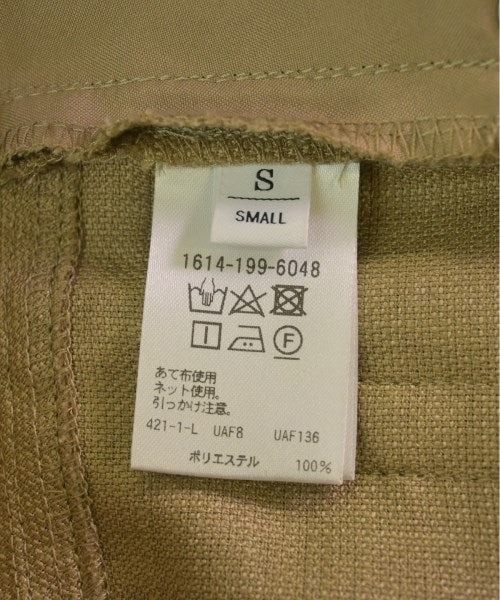 S
SMALL
1614-199-6048
F
あて布使用
ネット使用。
引っかけ注意。
421-1-L UAF8 UAF136
ポリエステル 100%